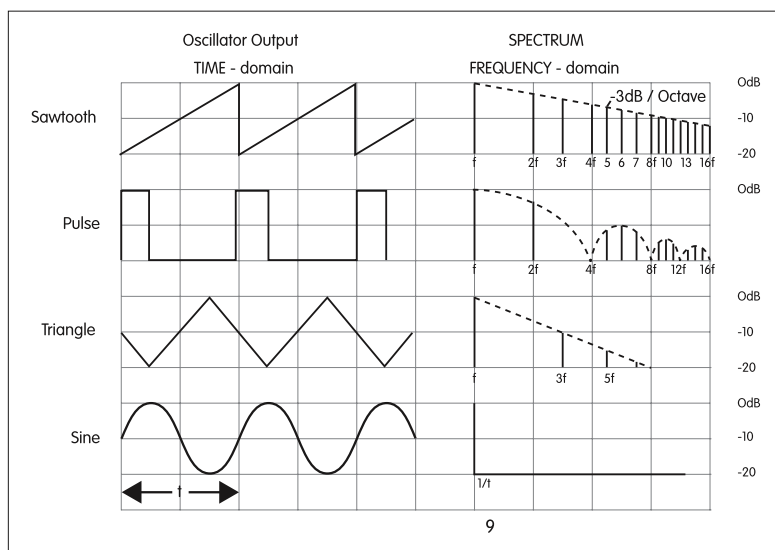 Oscillator Output
SPECTRUM
TIME - domain
FREQUENCY - domain
Sawtooth
-3dB / Octave
OdB
-10
-20
f 2f 3f 4f 5 6 7 8f 10 13 16f
Pulse
OdB
-10
-20
f 2f 4f 8f 12f 16f
Triangle
OdB
-10
-20
f 3f 5f
Sine
OdB
-10
-20
t
1/t
9